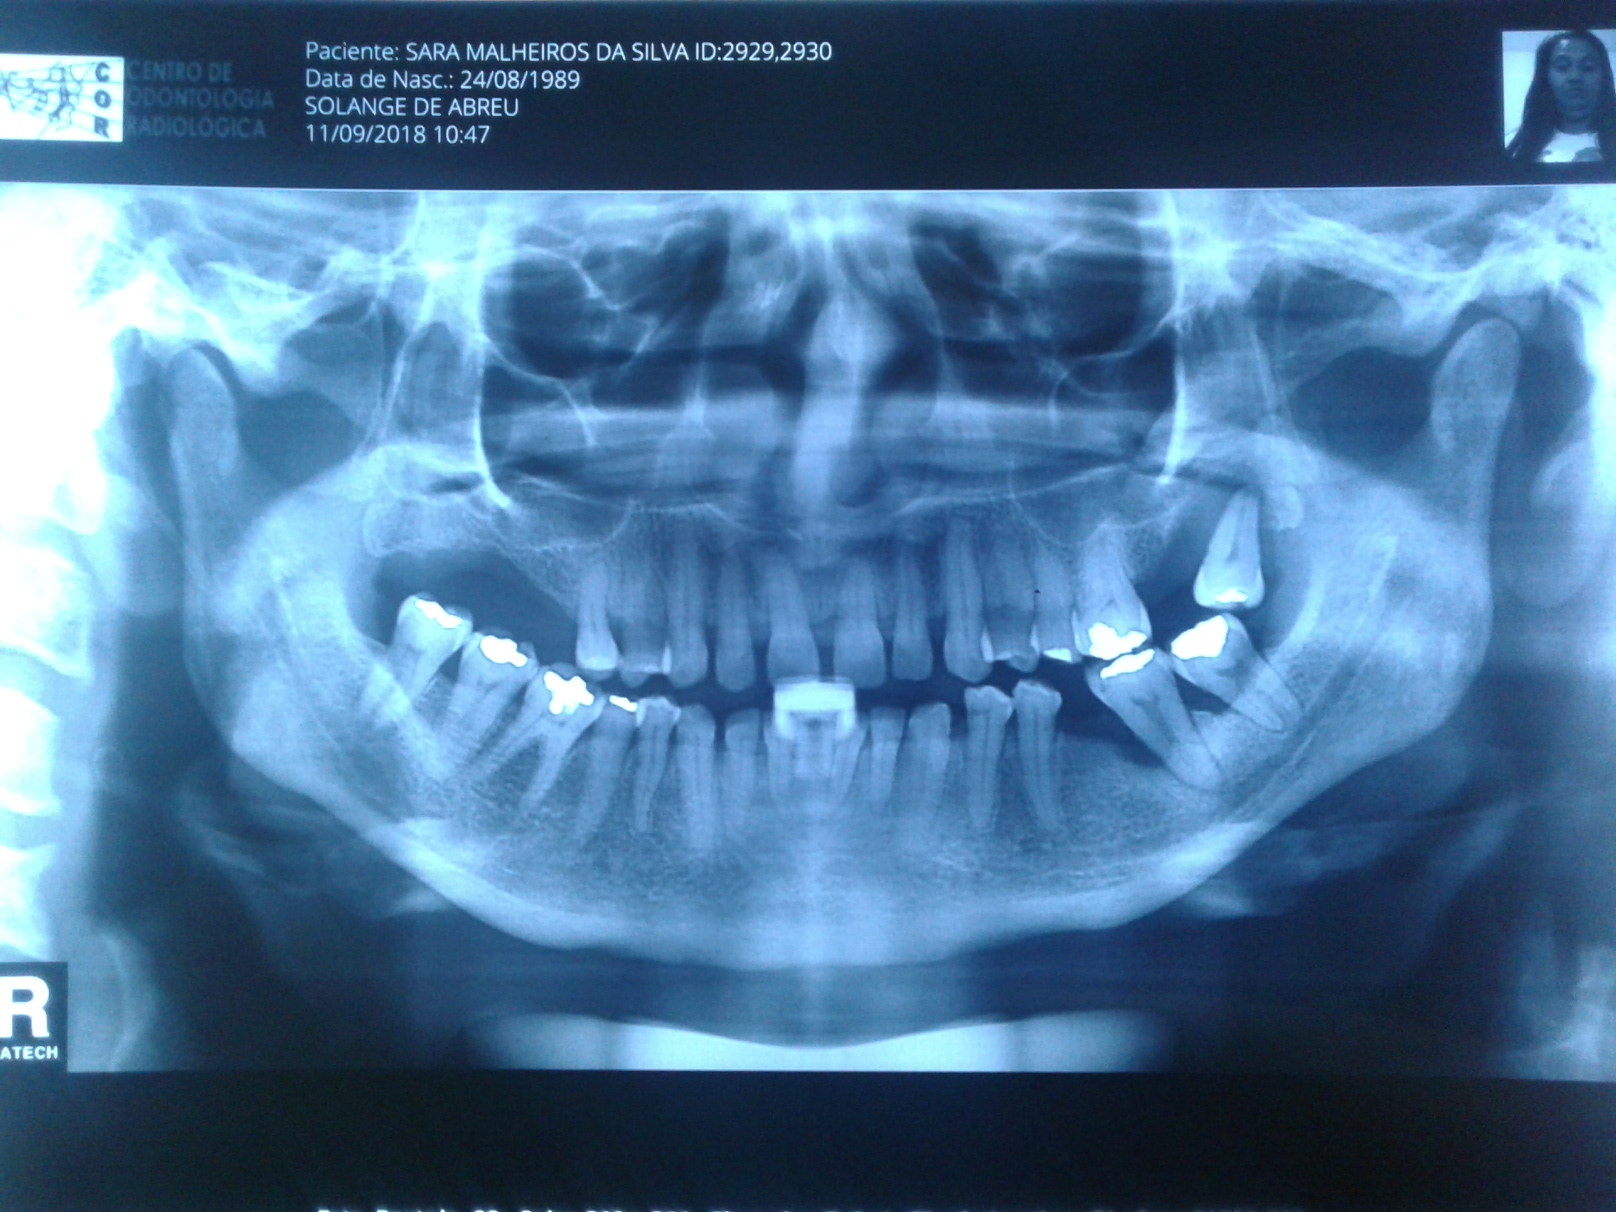 COR
CENTRO DE
ODONTOLOGIA
RADIOLÓGICA
Paciente: SARA MALHEIROS DA SILVA ID:2929,2930
Data de Nasc.: 24/08/1989
SOLANGE DE ABREU
11/09/2018 10:47
R
ATECH